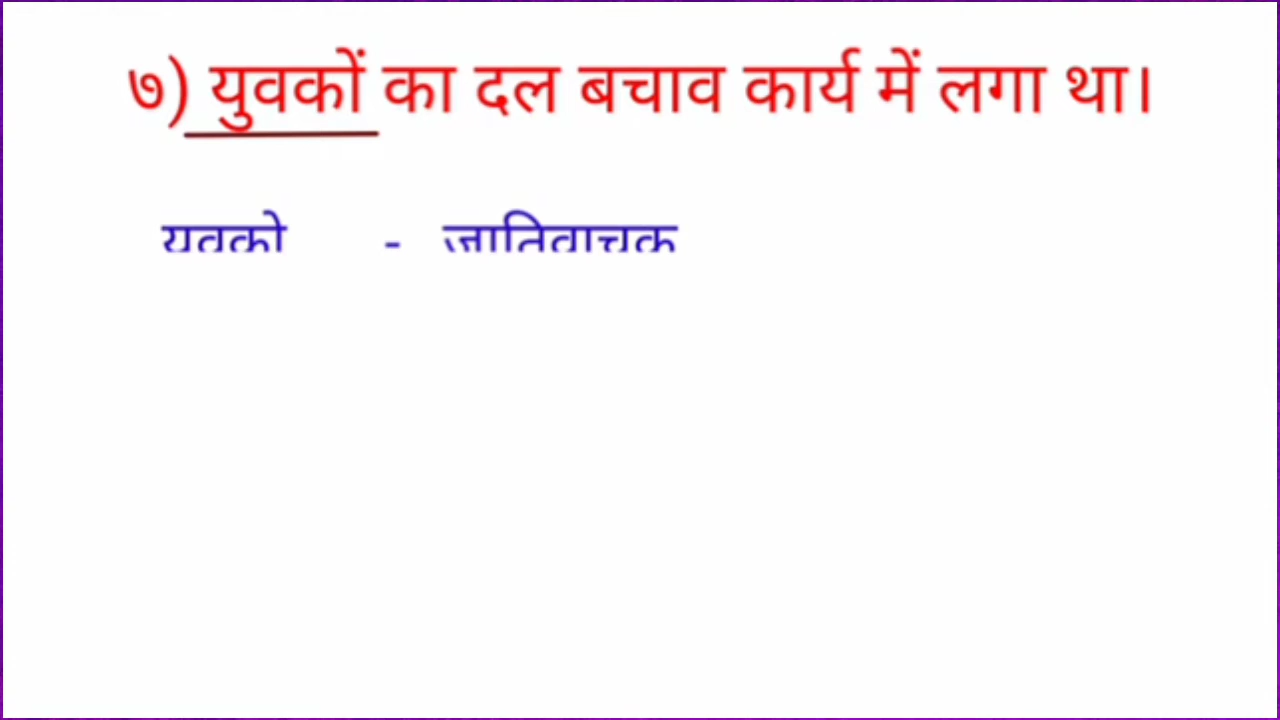 ७) युवकों का दल बचाव कार्य में लगा था।
युवको - जातिवाचक